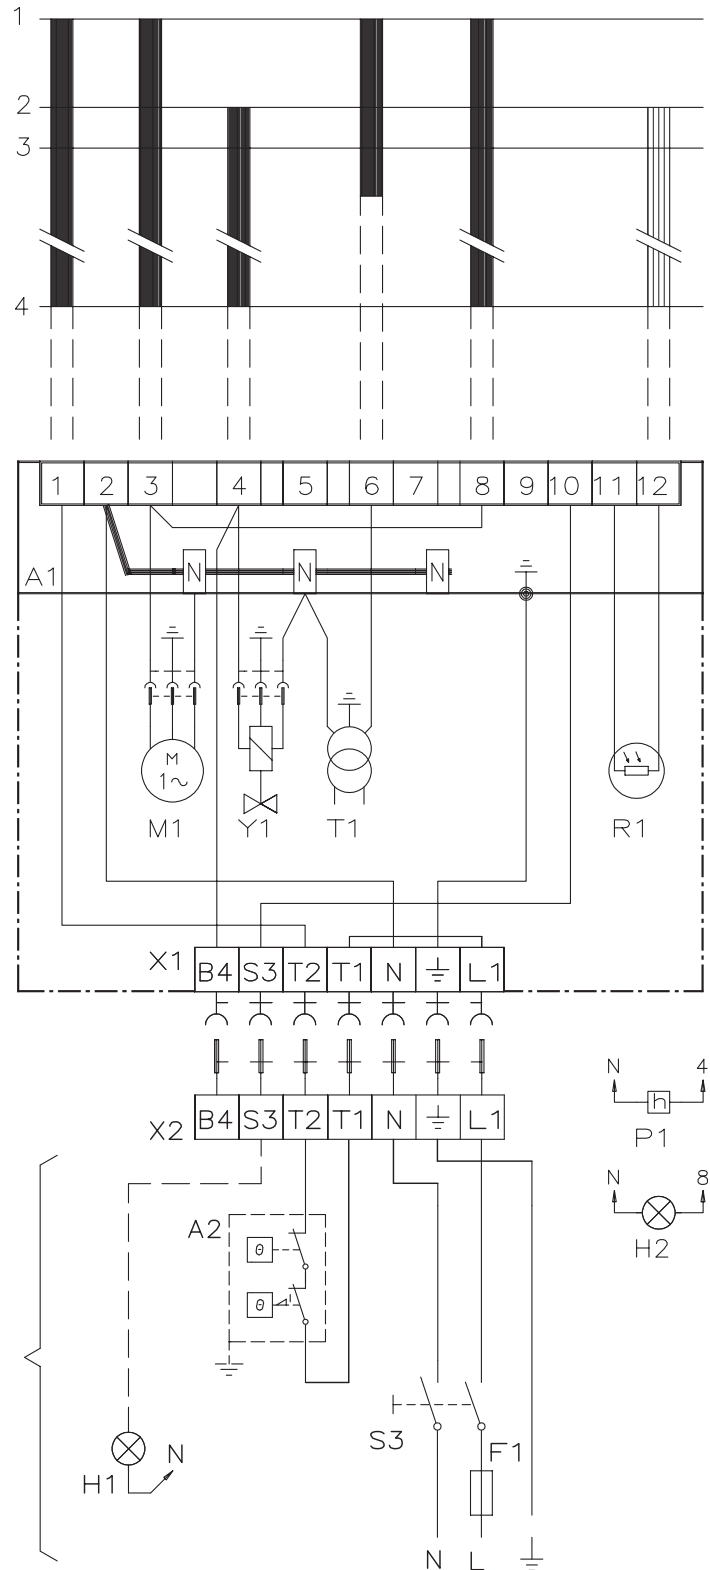 1
2
3
4
1 2 3 4 5 6 7 8 9 10 11 12
A1 N N N
M
1~
M1 Y1 T1 R1
X1 B4 S3 T2 T1 N L1
N 4
h
P1
X2 B4 S3 T2 T1 N L1
N 8
H2
A2
θ
θ
S3
F1
H1 N
N L